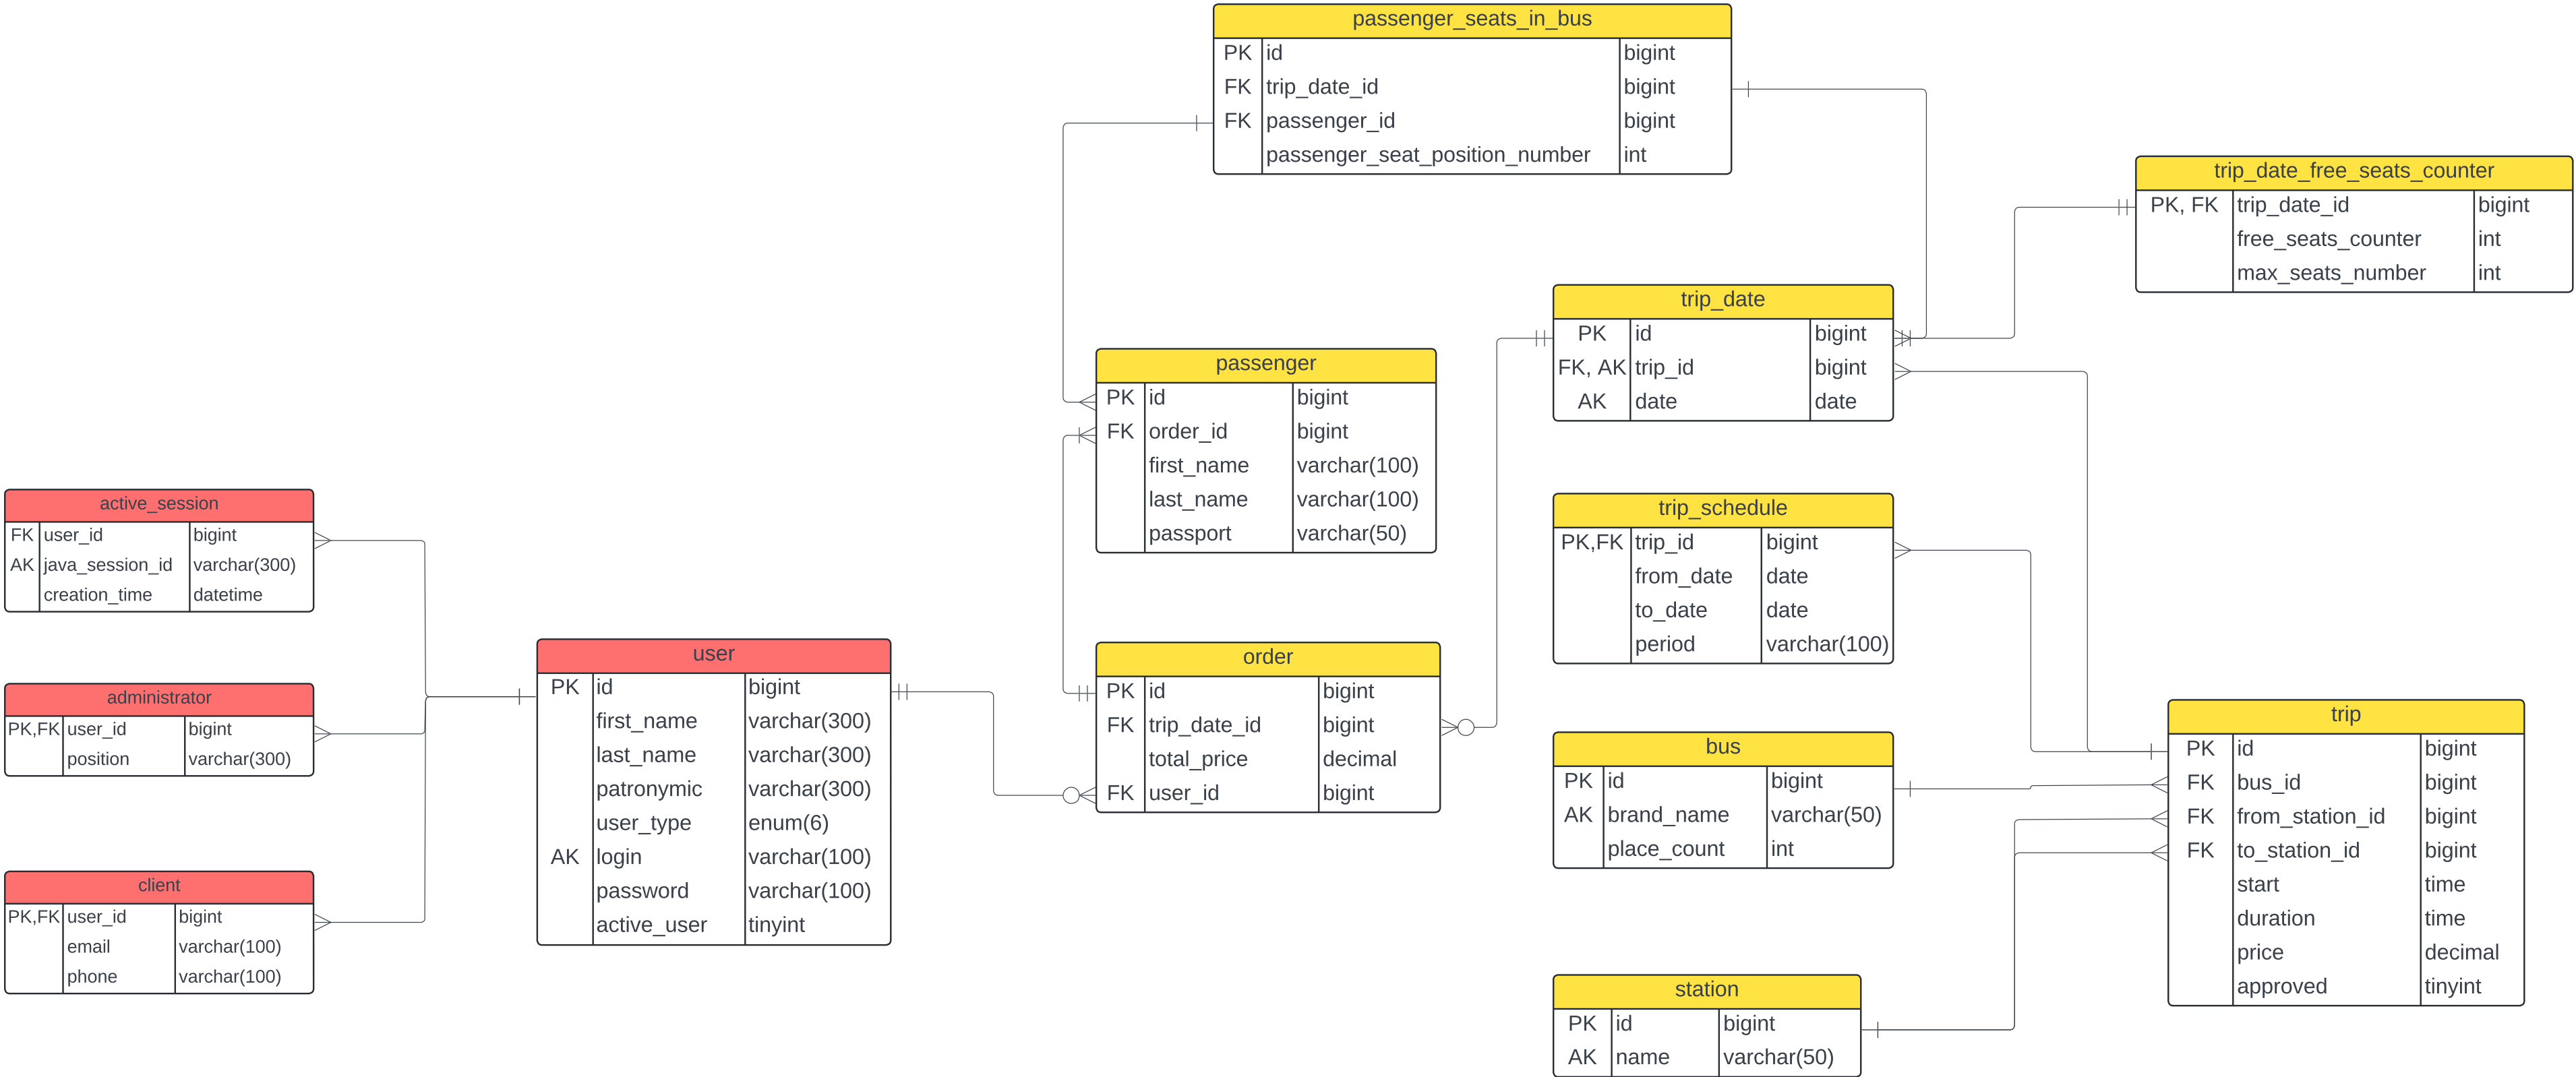 passenger_seats_in_bus
PK id bigint
FK trip_date_id bigint
FK passenger_id bigint
passenger_seat_position_number int
trip_date_free_seats_counter
PK, FK trip_date_id bigint
free_seats_counter int
max_seats_number int
trip_date
PK id bigint
FK, AK trip_id bigint
AK date date
passenger
PK id bigint
FK order_id bigint
first_name varchar(100)
last_name varchar(100)
passport varchar(50)
active_session
FK user_id bigint
AK java_session_id varchar(300)
creation_time datetime
trip_schedule
PK,FK trip_id bigint
from_date date
to_date date
period varchar(100)
user
PK id bigint
first_name varchar(300)
last_name varchar(300)
patronymic varchar(300)
user_type enum(6)
AK login varchar(100)
password varchar(100)
active_user tinyint
order
PK id bigint
FK trip_date_id bigint
total_price decimal
FK user_id bigint
administrator
PK,FK user_id bigint
position varchar(300)
trip
PK id bigint
FK bus_id bigint
FK from_station_id bigint
FK to_station_id bigint
start time
duration time
price decimal
approved tinyint
bus
PK id bigint
AK brand_name varchar(50)
place_count int
client
PK,FK user_id bigint
email varchar(100)
phone varchar(100)
station
PK id bigint
AK name varchar(50)